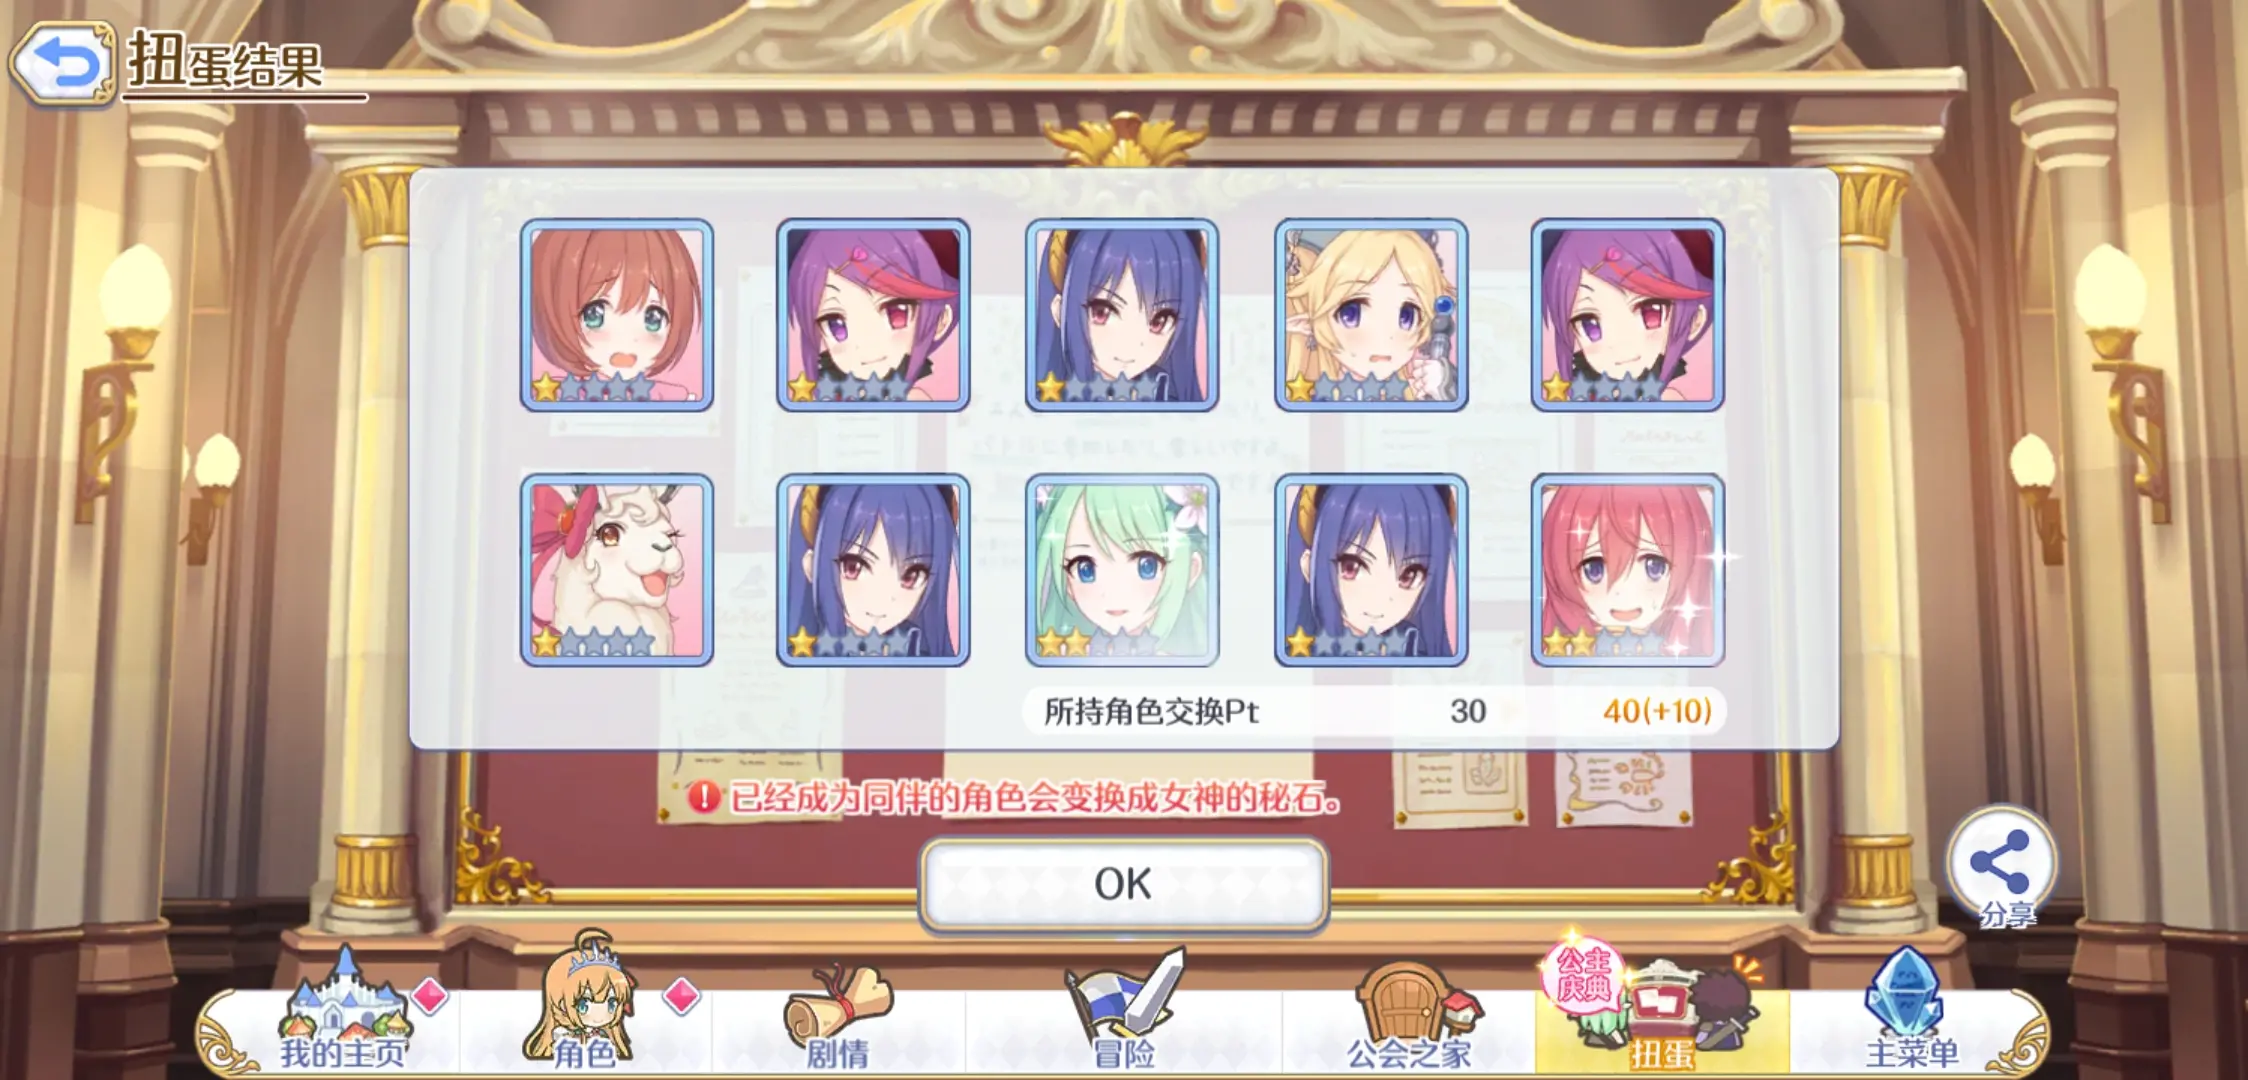 扭蛋结果
所持角色交换Pt 30 40(+10)
已经成为同伴的角色会变换成女神的秘石。
OK
分享
公主
庆典
我的主页
角色
剧情
冒险
公会之家
扭蛋
主菜单